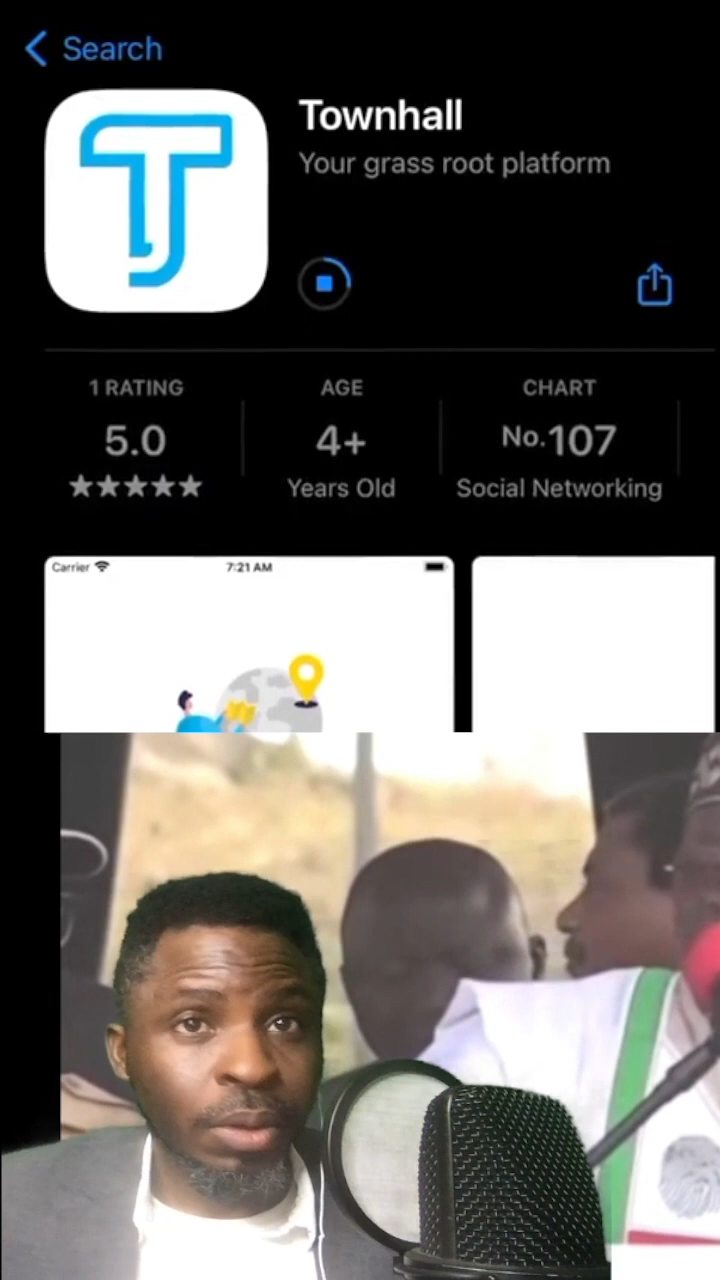 Search
Townhall
Your grass root platform
1 RATING
AGE
CHART
5.0
4+
No.107
Years Old
Social Networking
Carrier
7:21 AM